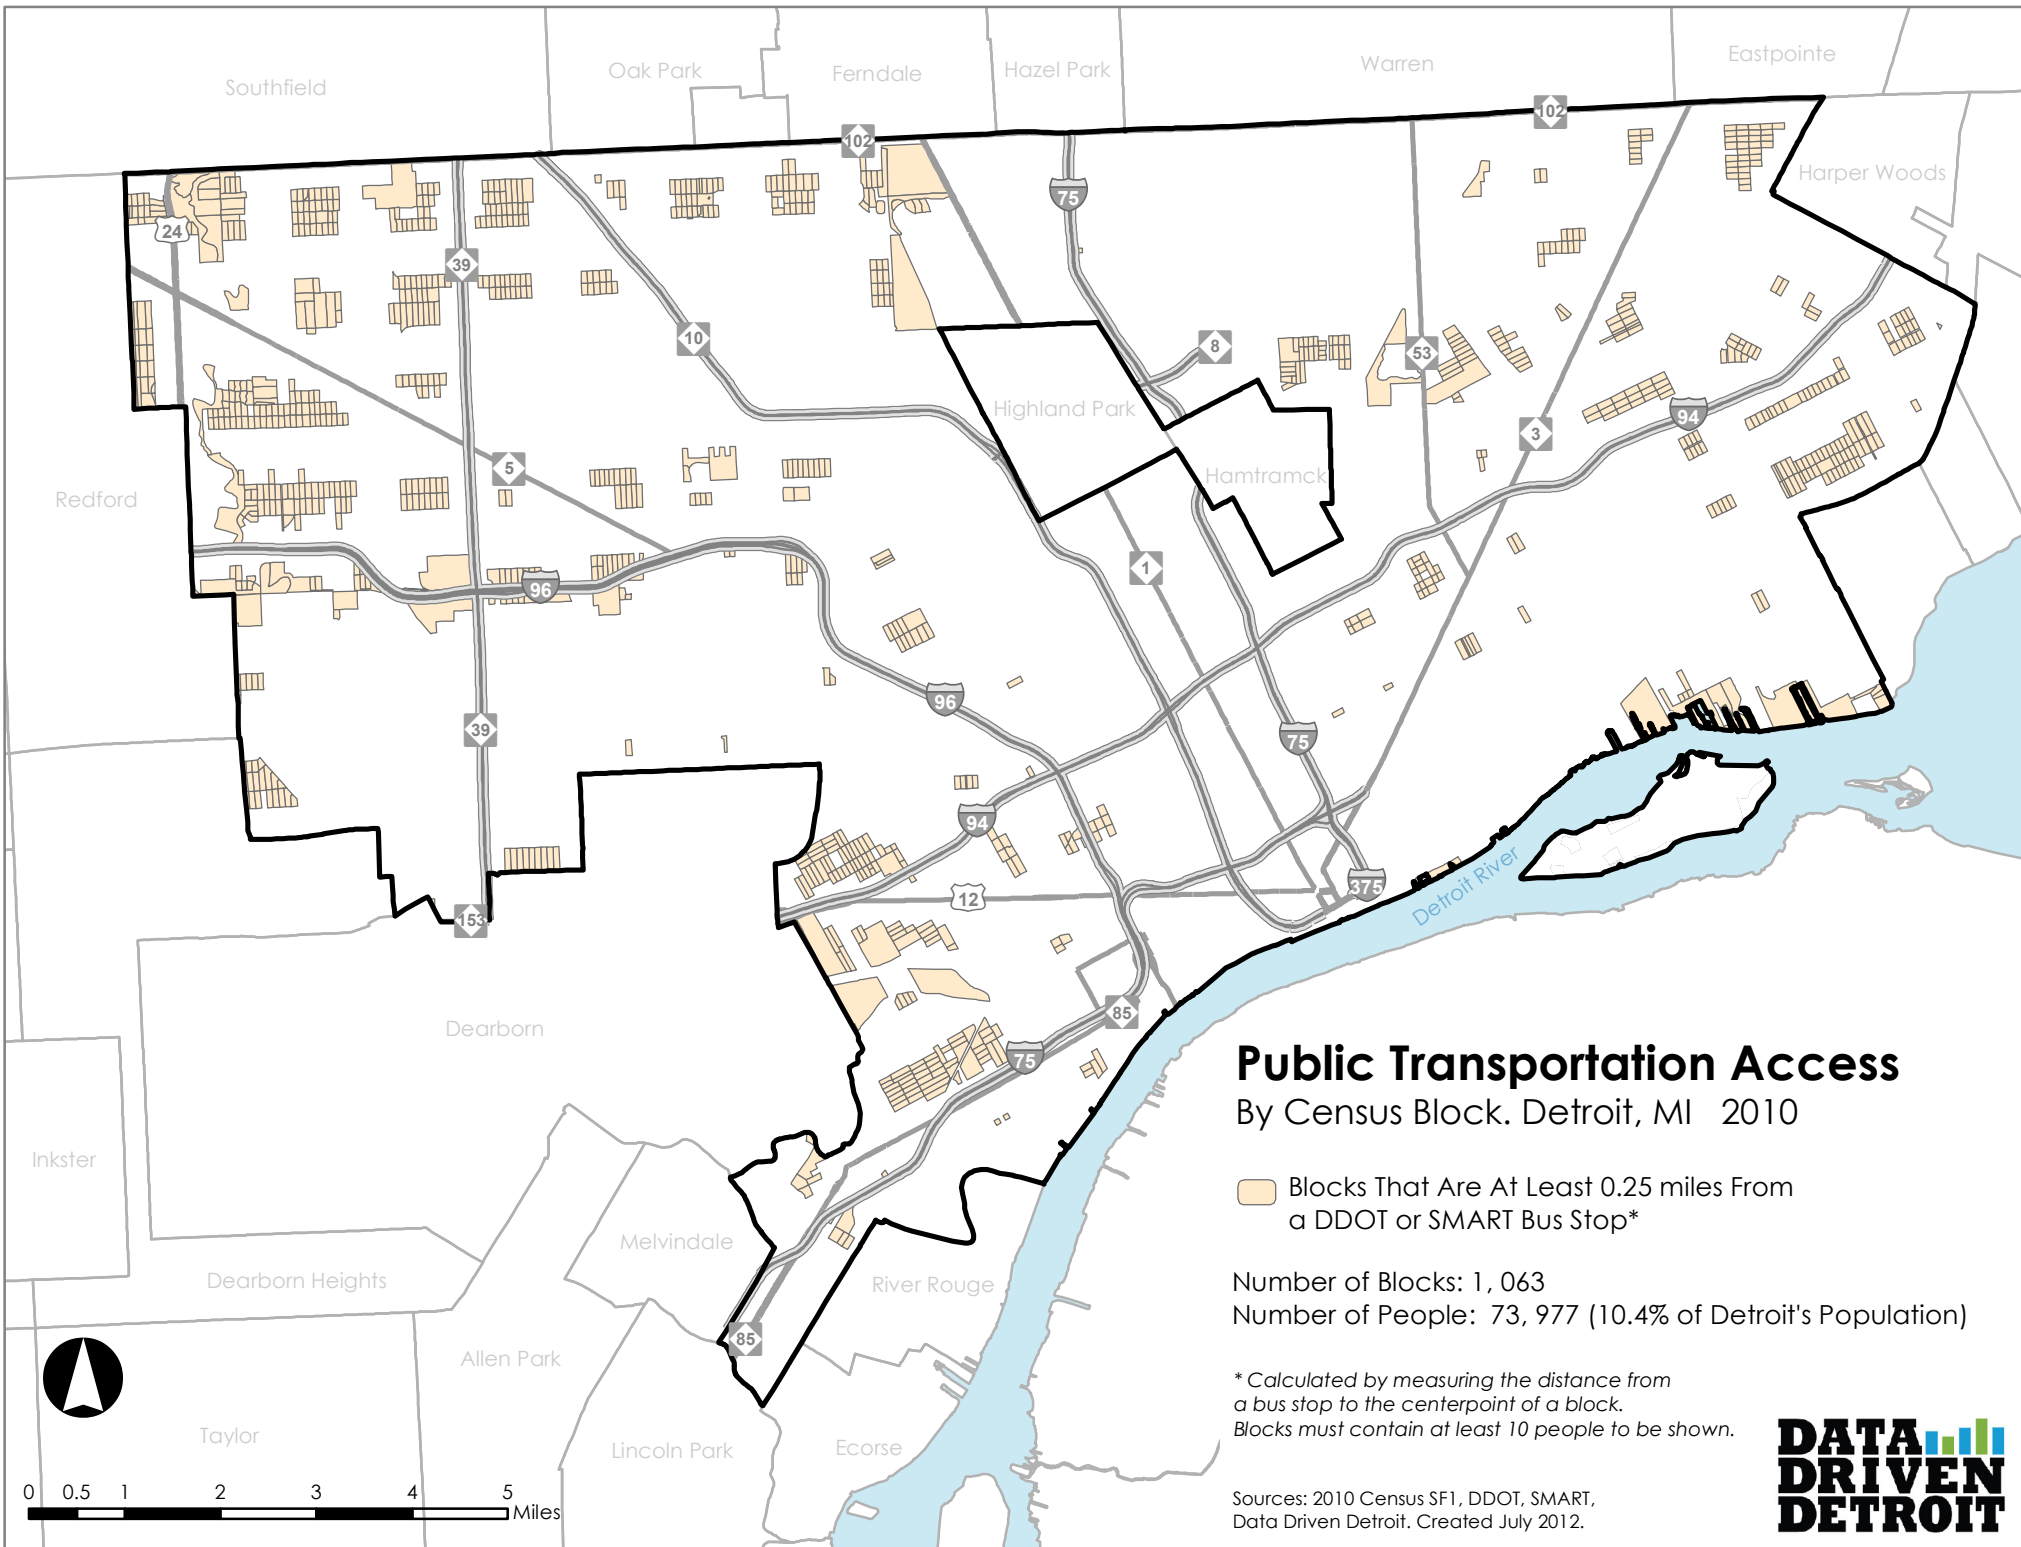 Southfield
Oak Park
Ferndale
Hazel Park
Warren
Eastpointe
Harper Woods
102
102
24
75
39
10
8
53
94
3
5
Highland Park
Hamtramck
Redford
1
96
96
39
75
94
12
375
153
Detroit River
Dearborn
85
75
Inkster
Melvindale
Dearborn Heights
River Rouge
85
Allen Park
Taylor
Lincoln Park
Ecorse
Public Transportation Access
By Census Block. Detroit, MI 2010
Blocks That Are At Least 0.25 miles From
a DDOT or SMART Bus Stop*
Number of Blocks: 1, 063
Number of People: 73, 977 (10.4% of Detroit's Population)
* Calculated by measuring the distance from
a bus stop to the centerpoint of a block.
Blocks must contain at least 10 people to be shown.
Sources: 2010 Census SF1, DDOT, SMART,
Data Driven Detroit. Created July 2012.
0 0.5 1 2 3 4 5
Miles
DATA
DRIVEN
DETROIT